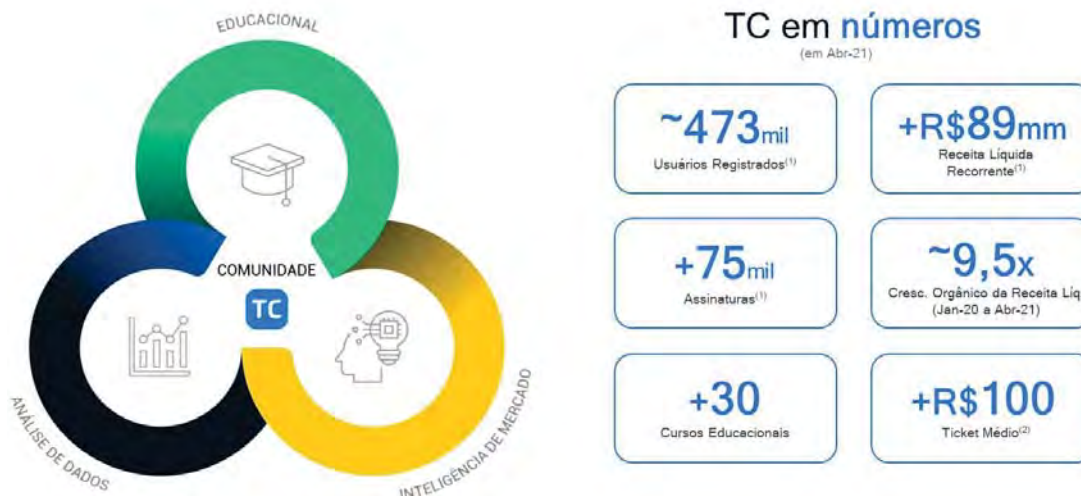 EDUCACIONAL
COMUNIDADE
TC
ANÁLISE DE DADOS
INTELIGÊNCIA DE MERCADO
TC em números
(em Abr-21)
~473mil
Usuários Registrados(1)
+R$89mm
Receita Líquida
Recorrente(1)
+75mil
Assinaturas(1)
~9,5x
Cresc. Orgânico da Receita Líq
(Jan-20 a Abr-21)
+30
Cursos Educacionais
+R$100
Ticket Médio(2)